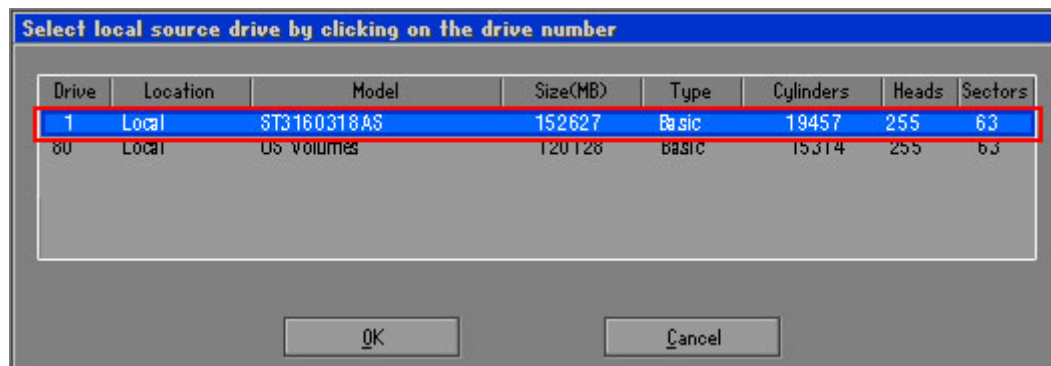 Select local source drive by clicking on the drive number
Drive Location Model Size(MB) Type Cylinders Heads Sectors
1 Local ST3160318AS 152627 Basic 19457 255 63
80 Local OS Volumes 120128 Basic 15314 255 63
OK Cancel